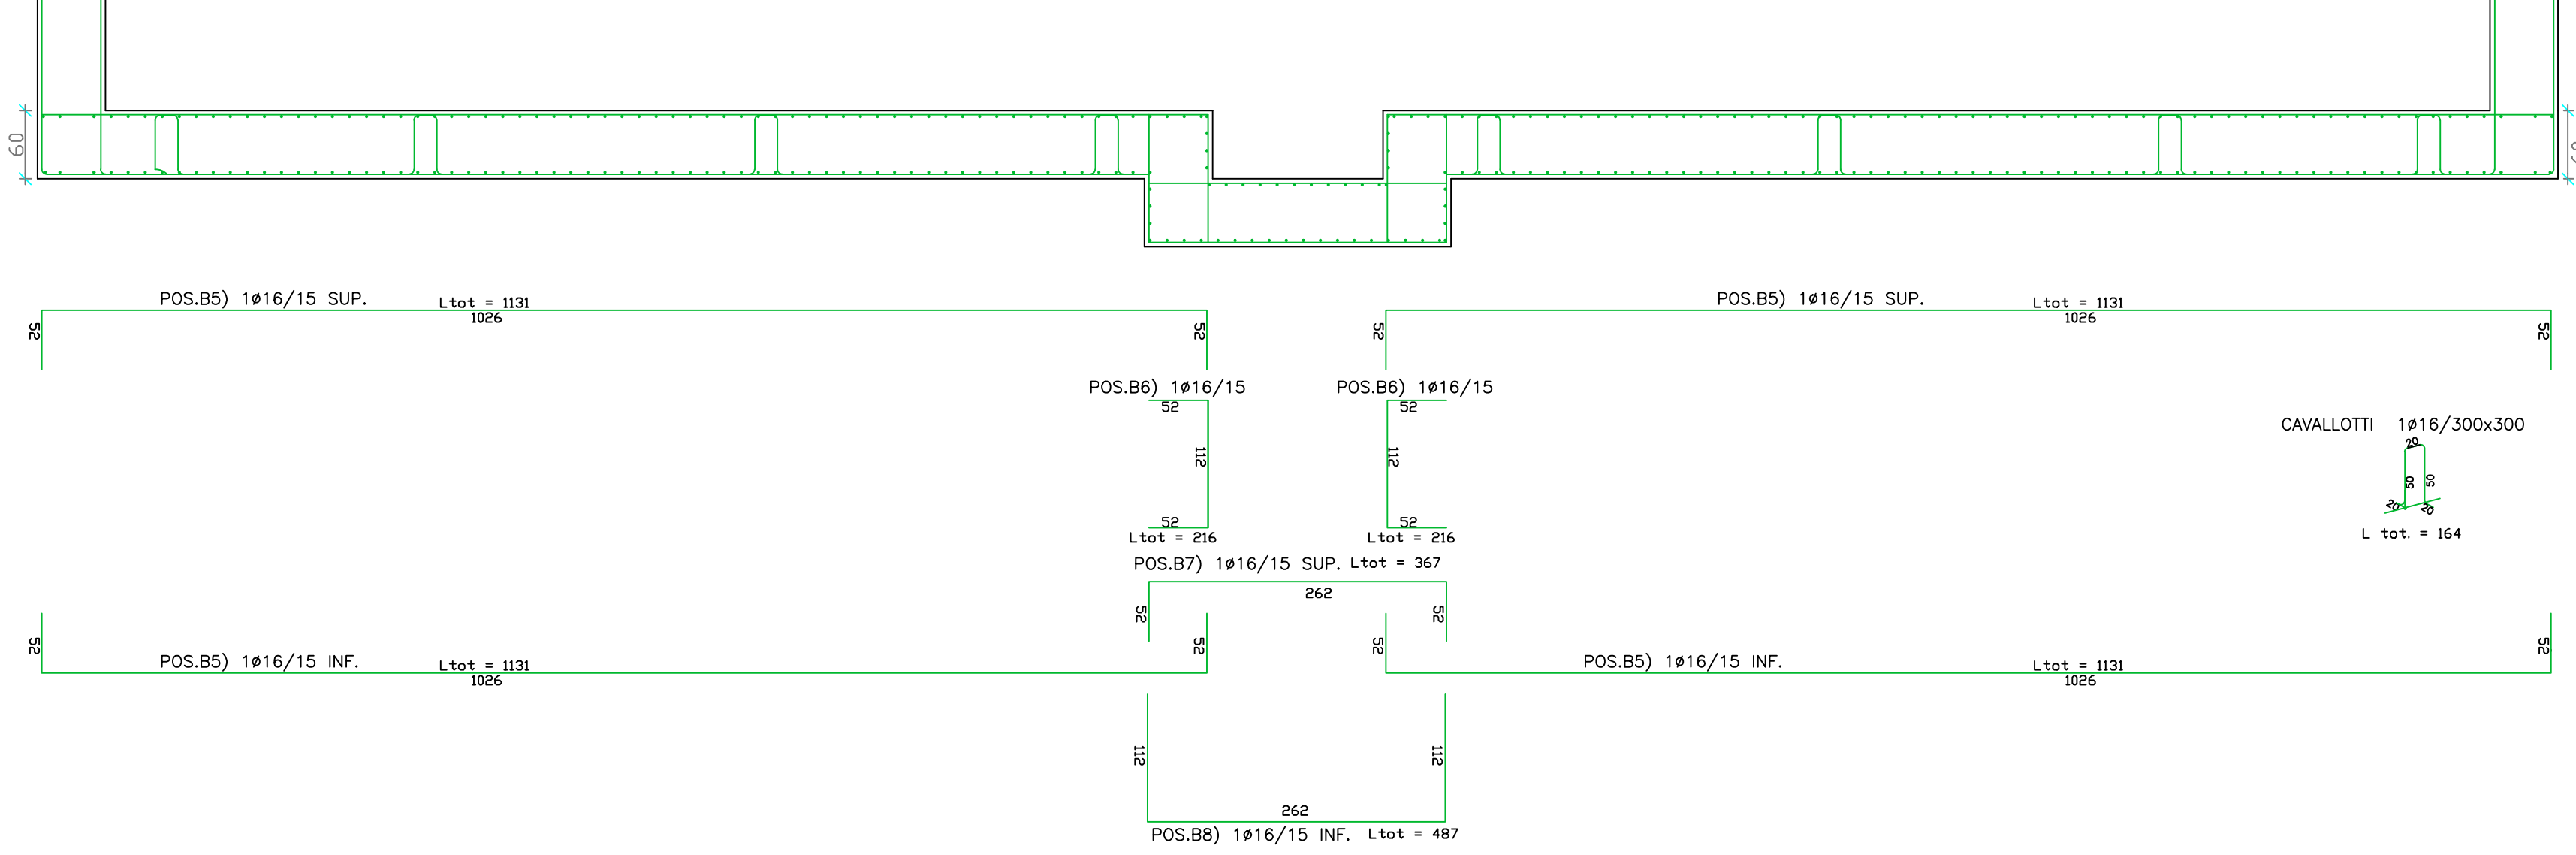 60
POS.B5) 1ø16/15 SUP.
Ltot = 1131
1026
52
52
POS.B5) 1ø16/15 SUP.
Ltot = 1131
1026
52
52
POS.B6) 1ø16/15
52
112
52
Ltot = 216
POS.B6) 1ø16/15
52
112
52
Ltot = 216
CAVALLOTTI 1ø16/300x300
20
50
50
20
20
L tot. = 164
POS.B7) 1ø16/15 SUP. Ltot = 367
262
52
52
POS.B5) 1ø16/15 INF.
Ltot = 1131
1026
52
52
POS.B5) 1ø16/15 INF.
Ltot = 1131
1026
52
52
112
112
262
POS.B8) 1ø16/15 INF. Ltot = 487